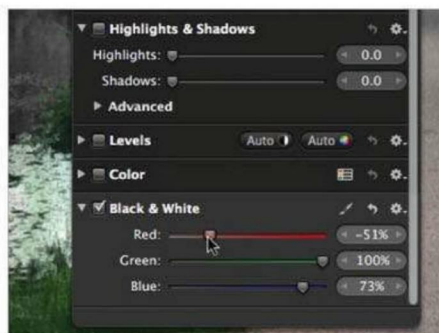 Highlights & Shadows
Highlights: 0.0
Shadows: 0.0
Advanced
Levels Auto Auto
Color
Black & White
Red: -51%
Green: 100%
Blue: 73%